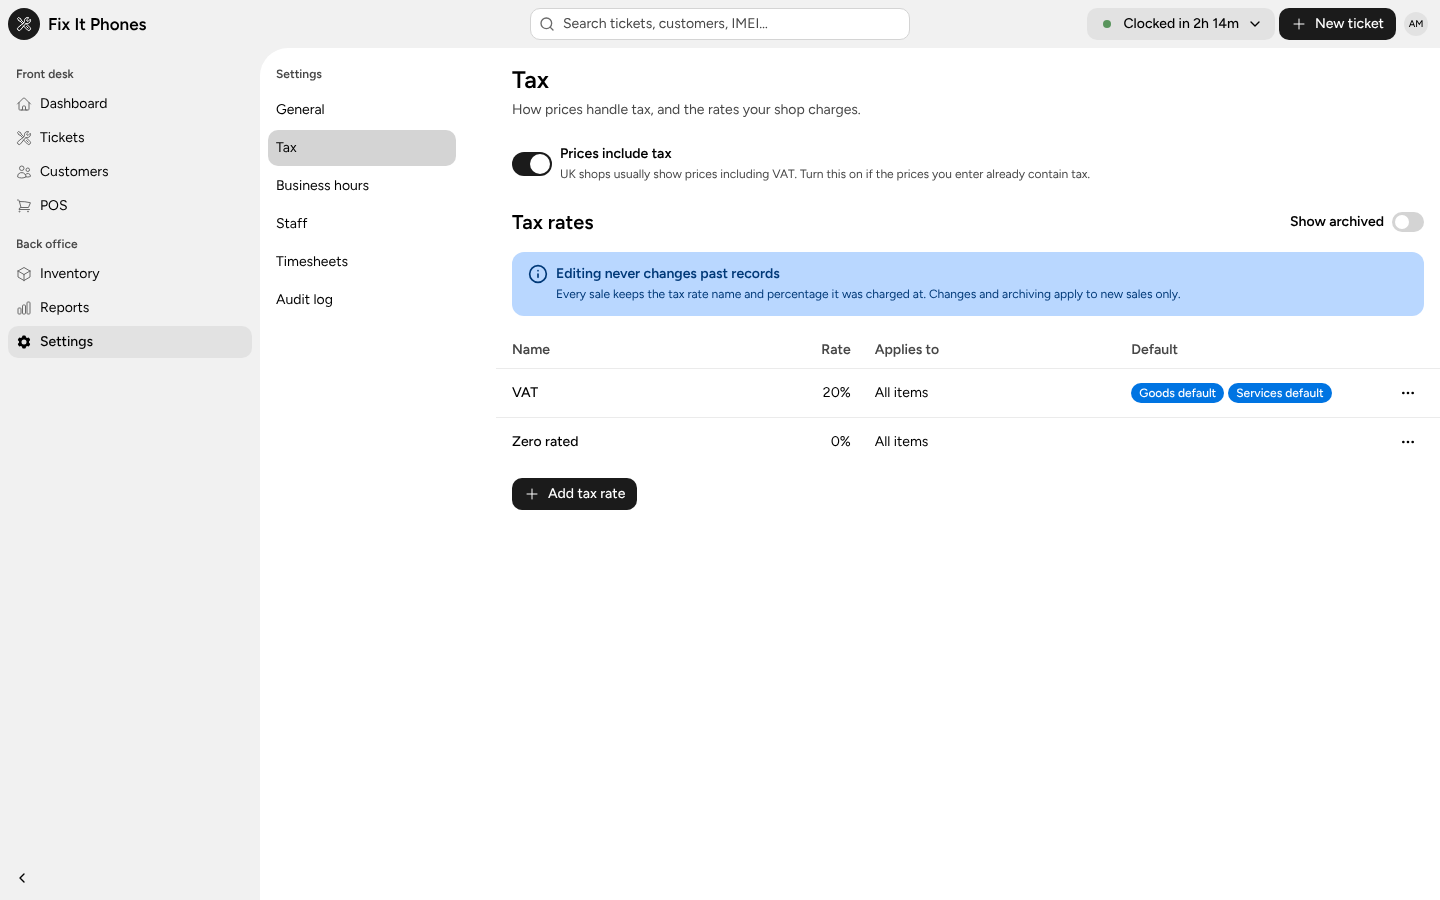 Fix It Phones
Search tickets, customers, IMEI...
Clocked in 2h 14m
New ticket
AM
Front desk
Dashboard
Tickets
Customers
POS
Back office
Inventory
Reports
Settings
Settings
General
Tax
Business hours
Staff
Timesheets
Audit log
Tax
How prices handle tax, and the rates your shop charges.
Prices include tax
UK shops usually show prices including VAT. Turn this on if the prices you enter already contain tax.
Tax rates
Show archived
Editing never changes past records
Every sale keeps the tax rate name and percentage it was charged at. Changes and archiving apply to new sales only.
Name Rate Applies to Default
VAT 20% All items Goods default Services default
Zero rated 0% All items
Add tax rate